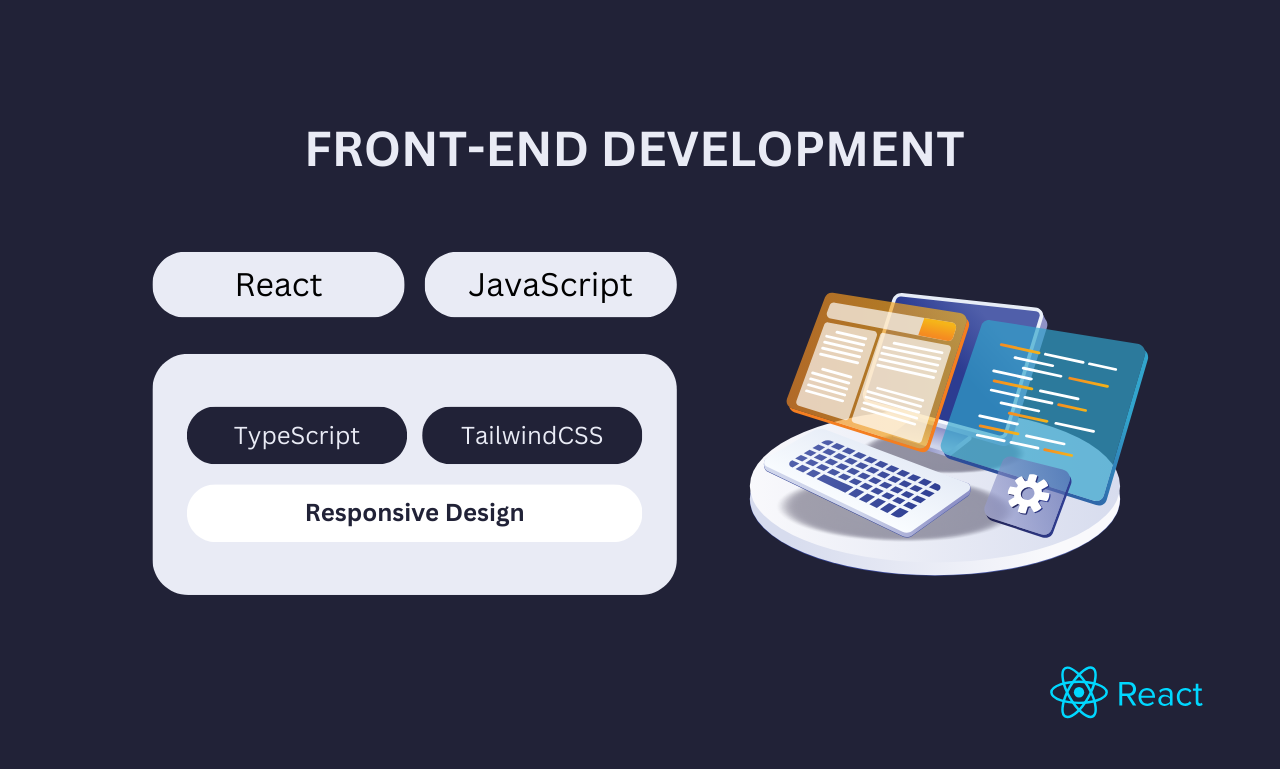 FRONT-END DEVELOPMENT
React JavaScript
TypeScript TailwindCSS
Responsive Design
React